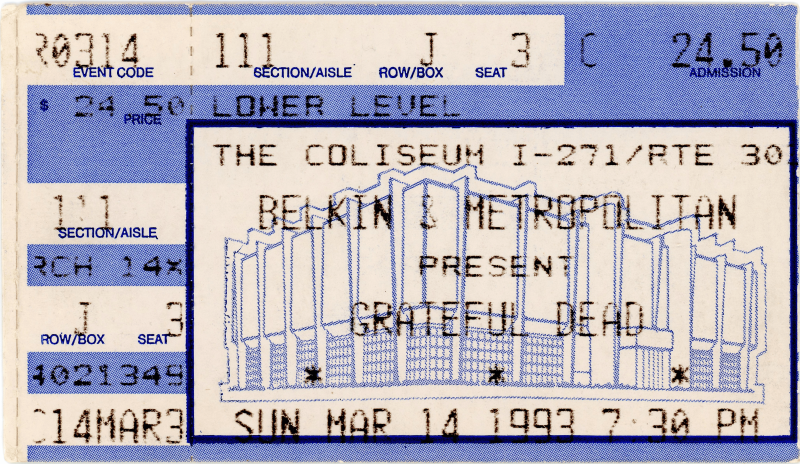 R0314 111 J 3 C 24.50
EVENT CODE SECTION/AISLE ROW/BOX SEAT ADMISSION
$ 24.50 LOWER LEVEL
PRICE
THE COLISEUM I-271/RTE 303
111 BELKIN & METROPOLITAN
SECTION/AISLE
RCH 14X PRESENT
J 3 GRATEFUL DEAD
ROW/BOX SEAT
4021349 * * *
C14MAR3 SUN MAR 14 1993 7:30 PM